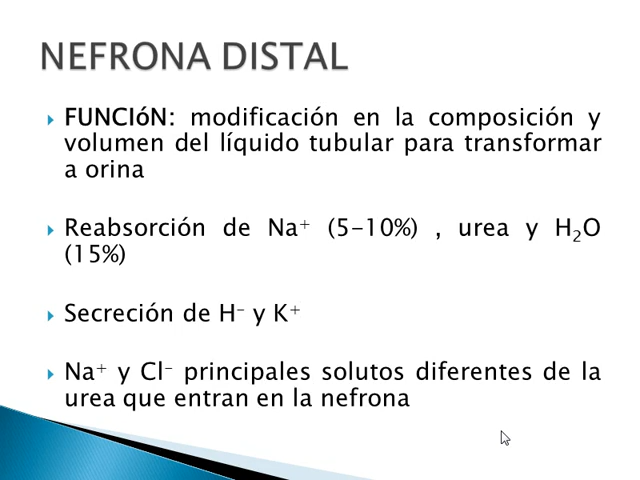 NEFRONA DISTAL
FUNCIóN: modificación en la composición y
volumen del líquido tubular para transformar
a orina
Reabsorción de Na⁺ (5-10%) , urea y H₂O
(15%)
Secreción de H⁻ y K⁺
Na⁺ y Cl⁻ principales solutos diferentes de la
urea que entran en la nefrona